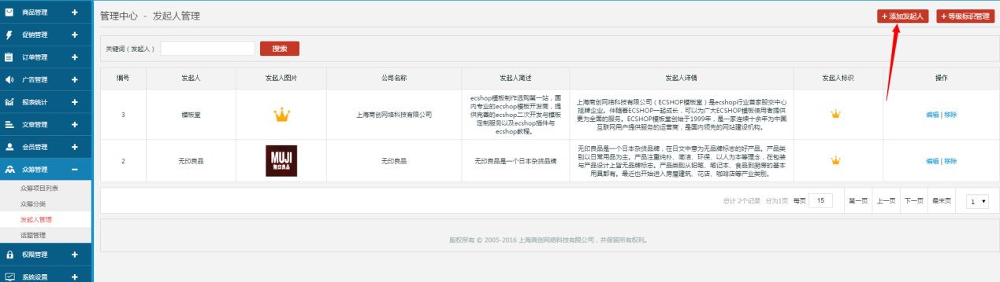 商品管理
促销管理
订单管理
广告管理
报表统计
文章管理
会员管理
众筹管理
众筹项目列表
众筹分类
发起人管理
话题管理
权限管理
系统设置
管理中心 - 发起人管理
+添加发起人 +等级标识管理
关键词（发起人） 搜索
编号 发起人 发起人图片 公司名称 发起人简述 发起人详情 发起人标识 操作
3 模板堂 上海商创网络科技有限公司
ecshop模板制作选购第一站，国
内专业的ecshop模板开发商，提
供完善的ecshop二次开发与模板
定制服务以及ecshop插件与
ecshop教程。
上海商创网络科技有限公司（ECSHOP模板堂）是ecshop行业首家股交中心
挂牌企业。伴随着ECSHOP一起成长，可以为广大ECSHOP模板使用者提供
更为全面的服务。ECSHOP模板堂创始于1999年，是一家连续十余年为中国
互联网用户提供服务的运营商，是国内领先的网站建设机构。
编辑 | 移除
2 无印良品
MUJI
無印良品
无印良品
无印良品是一个日本杂货品牌
无印良品是一个日本杂货品牌，在日文中意为无品牌标志的好产品。产品类
别以日常用品为主。产品注重纯朴、简洁、环保、以人为本等理念，在包装
与产品设计上皆无品牌标志。产品类别从铅笔、笔记本、食品到厨房的基本
用具都有。最近也开始进入房屋建筑、花店、咖啡店等产业类别。
编辑 | 移除
总计 2个记录 分为1页 每页 15 第一页 上一页 下一页 最末页 1
版权所有 © 2005-2016 上海商创网络科技有限公司，并保留所有权利。